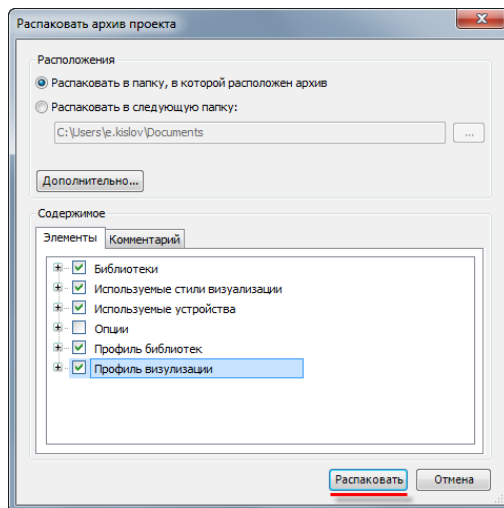 Распаковать архив проекта
Расположения
Распаковать в папку, в которой расположен архив
Распаковать в следующую папку:
C:\Users\e.kislov\Documents
...
Дополнительно...
Содержимое
Элементы Комментарий
Библиотеки
Используемые стили визуализации
Используемые устройства
Опции
Профиль библиотек
Профиль визулизации
Распаковать Отмена